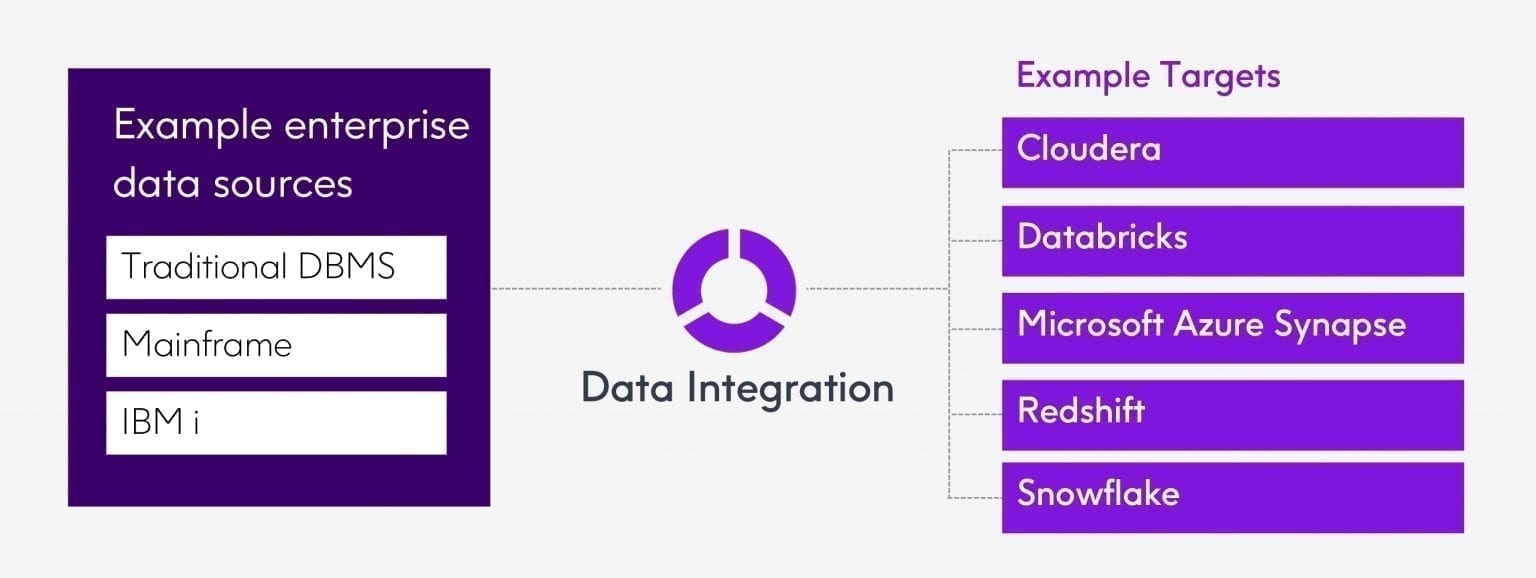 Example enterprise
data sources
Traditional DBMS
Mainframe
IBM i
Data Integration
Example Targets
Cloudera
Databricks
Microsoft Azure Synapse
Redshift
Snowflake